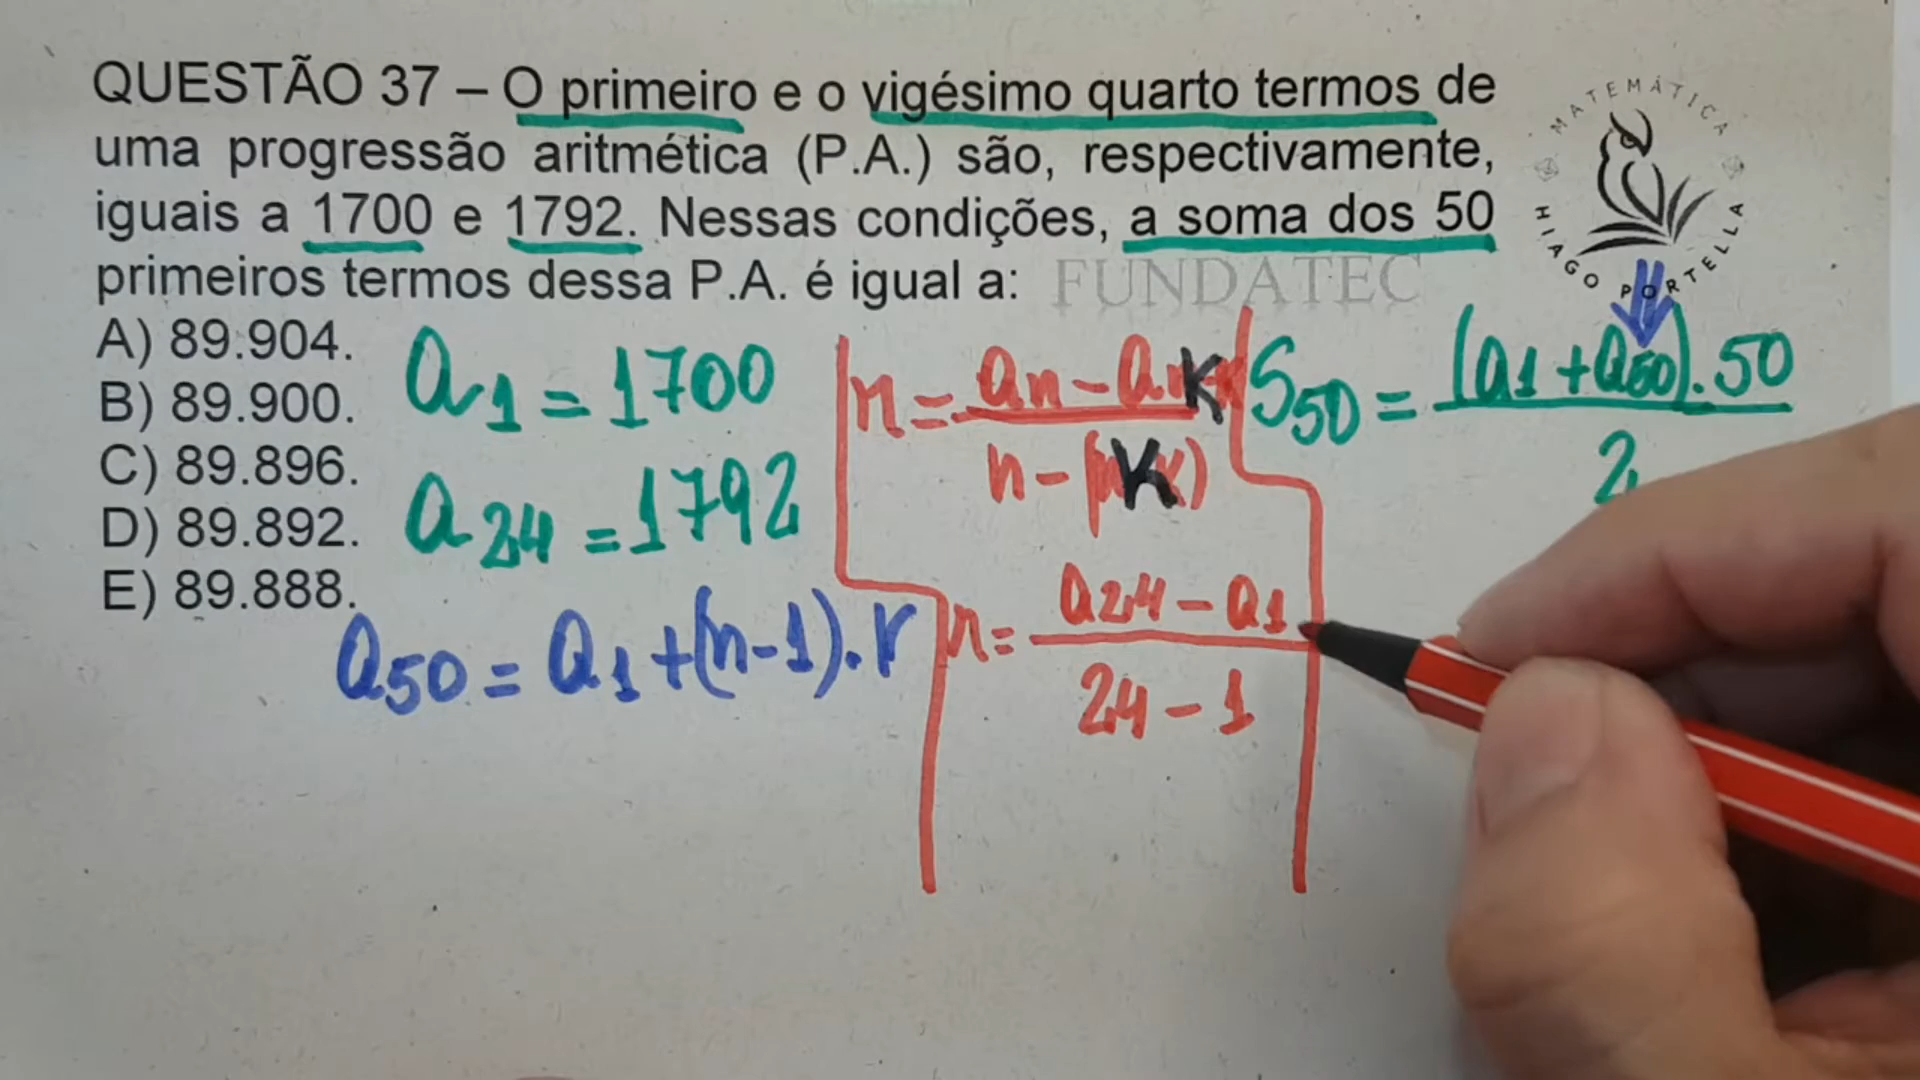 QUESTÃO 37 – O primeiro e o vigésimo quarto termos de
uma progressão aritmética (P.A.) são, respectivamente,
iguais a 1700 e 1792. Nessas condições, a soma dos 50
primeiros termos dessa P.A. é igual a:
FUNDATEC
MATEMÁTICA
HIAGO PORTELLA
A) 89.904.
B) 89.900.
C) 89.896.
D) 89.892.
E) 89.888.
a1 = 1700
a24 = 1792
a50 = a1 + (n-1).r
r = an - aK
n - K
r = a24 - a1
24 - 1
S50 = (a1 + a50).50
2